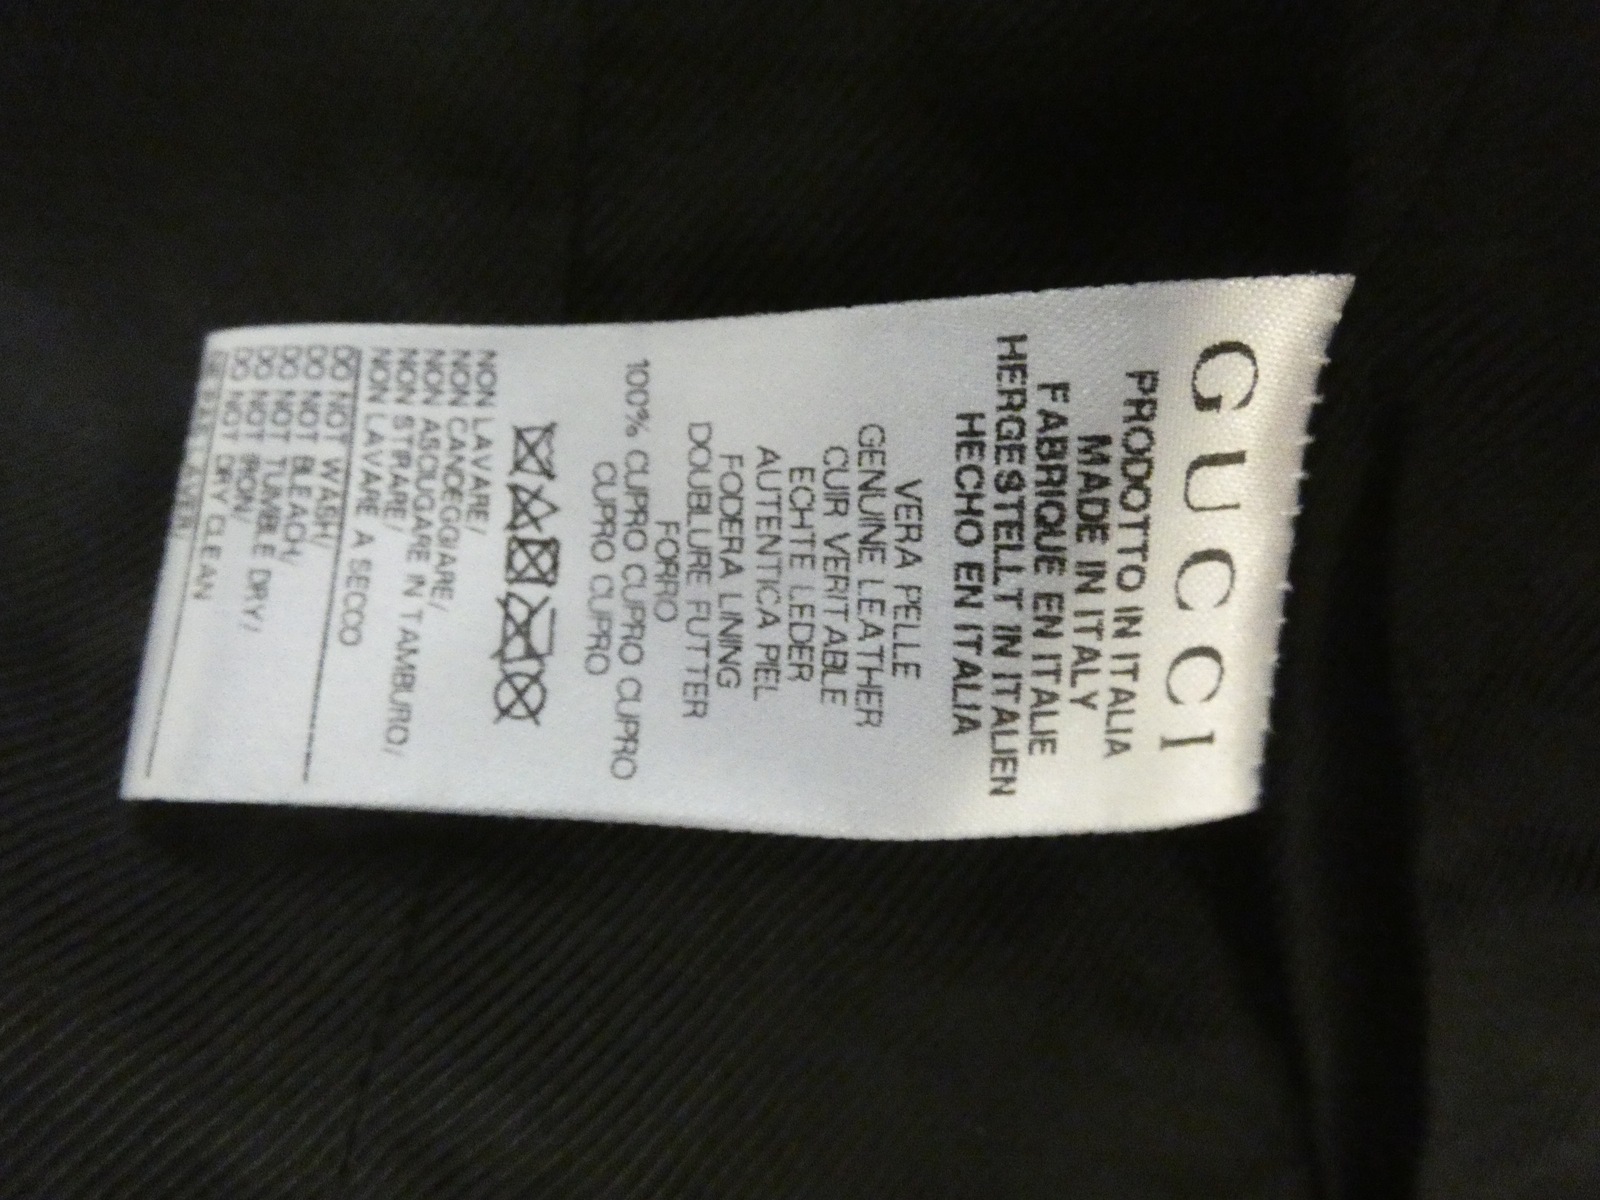 GUCCI
PRODOTTO IN ITALIA
MADE IN ITALY
FABRIQUE EN ITALIE
HERGESTELLT IN ITALIEN
HECHO EN ITALIA
VERA PELLE
GENUINE LEATHER
CUIR VERITABLE
ECHTE LEDER
AUTENTICA PIEL
FODERA LINING
DOUBLURE FUTTER
FORRO
100% CUPRO CUPRO CUPRO
CUPRO CUPRO
NON LAVARE/
NON CANDEGGIARE/
NON ASCIUGARE IN TAMBURO/
NON STIRARE/
NON LAVARE A SECCO
DO NOT WASH/
DO NOT BLEACH/
DO NOT TUMBLE DRY/
DO NOT IRON/
DO NOT DRY CLEAN
NE PAS LAVER/